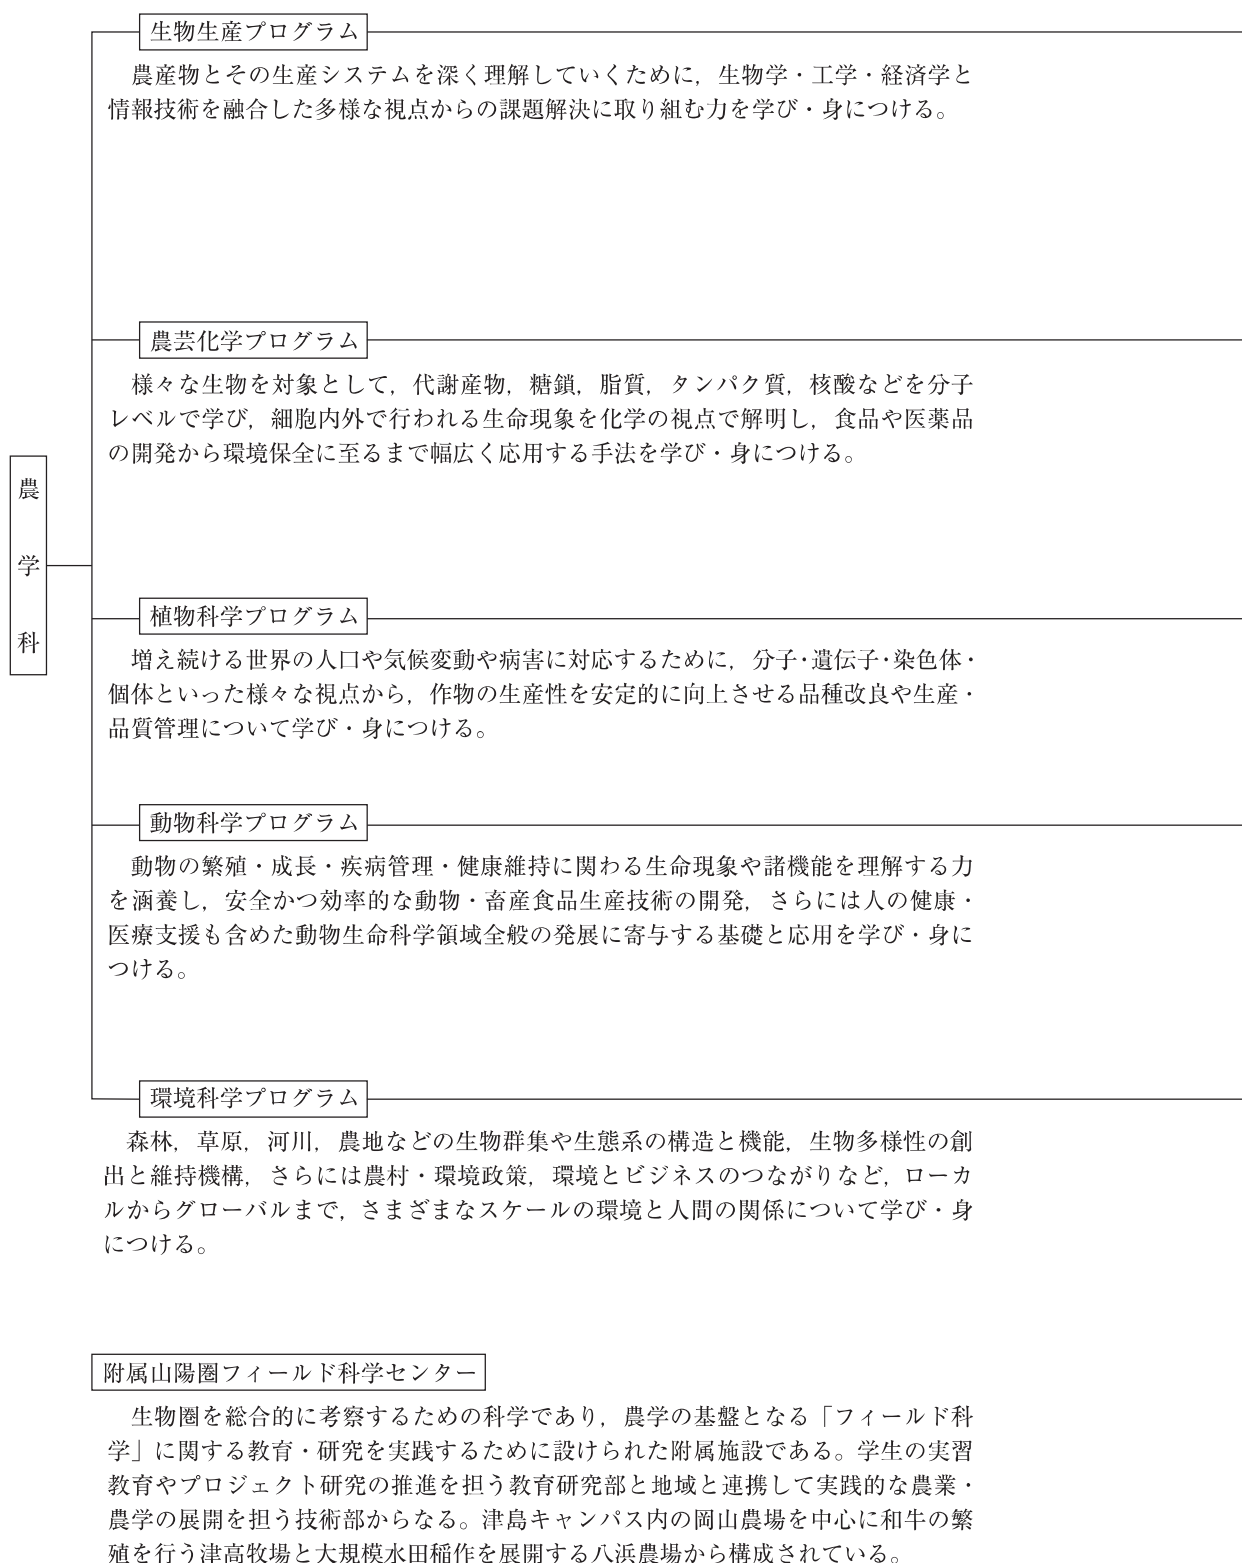 生物生産プログラム
農産物とその生産システムを深く理解していくために，生物学・工学・経済学と
情報技術を融合した多様な視点からの課題解決に取り組む力を学び・身につける。
農芸化学プログラム
様々な生物を対象として，代謝産物，糖鎖，脂質，タンパク質，核酸などを分子
レベルで学び，細胞内外で行われる生命現象を化学の視点で解明し，食品や医薬品
の開発から環境保全に至るまで幅広く応用する手法を学び・身につける。
農学科
植物科学プログラム
増え続ける世界の人口や気候変動や病害に対応するために，分子・遺伝子・染色体・
個体といった様々な視点から，作物の生産性を安定的に向上させる品種改良や生産・
品質管理について学び・身につける。
動物科学プログラム
動物の繁殖・成長・疾病管理・健康維持に関わる生命現象や諸機能を理解する力
を涵養し，安全かつ効率的な動物・畜産食品生産技術の開発，さらには人の健康・
医療支援も含めた動物生命科学領域全般の発展に寄与する基礎と応用を学び・身に
つける。
環境科学プログラム
森林，草原，河川，農地などの生物群集や生態系の構造と機能，生物多様性の創
出と維持機構，さらには農村・環境政策，環境とビジネスのつながりなど，ローカ
ルからグローバルまで，さまざまなスケールの環境と人間の関係について学び・身
につける。
附属山陽圏フィールド科学センター
生物圏を総合的に考察するための科学であり，農学の基盤となる「フィールド科
学」に関する教育・研究を実践するために設けられた附属施設である。学生の実習
教育やプロジェクト研究の推進を担う教育研究部と地域と連携して実践的な農業・
農学の展開を担う技術部からなる。津島キャンパス内の岡山農場を中心に和牛の繁
殖を行う津高牧場と大規模水田稲作を展開する八浜農場から構成されている。